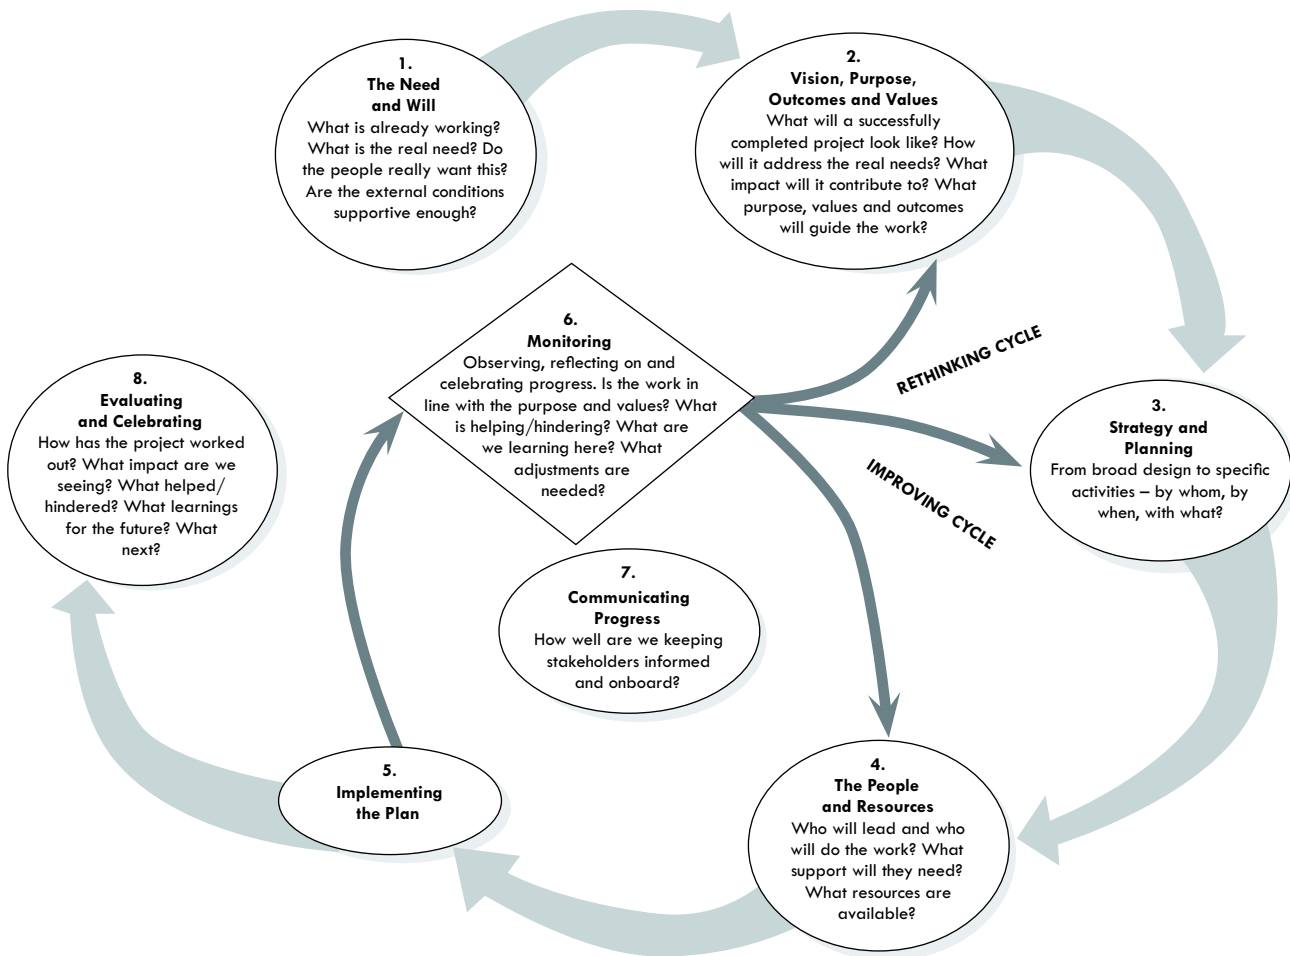 1.
The Need
and Will
What is already working?
What is the real need? Do
the people really want this?
Are the external conditions
supportive enough?
2.
Vision, Purpose,
Outcomes and Values
What will a successfully
completed project look like? How
will it address the real needs? What
impact will it contribute to? What
purpose, values and outcomes
will guide the work?
RETHINKING CYCLE
IMPROVING CYCLE
3.
Strategy and
Planning
From broad design to specific
activities – by whom, by
when, with what?
4.
The People
and Resources
Who will lead and who
will do the work? What
support will they need?
What resources are
available?
5.
Implementing
the Plan
6.
Monitoring
Observing, reflecting on and
celebrating progress. Is the work in
line with the purpose and values? What
is helping/hindering? What are
we learning here? What
adjustments are
needed?
7.
Communicating
Progress
How well are we keeping
stakeholders informed
and onboard?
8.
Evaluating
and Celebrating
How has the project worked
out? What impact are we
seeing? What helped/
hindered? What learnings
for the future? What
next?